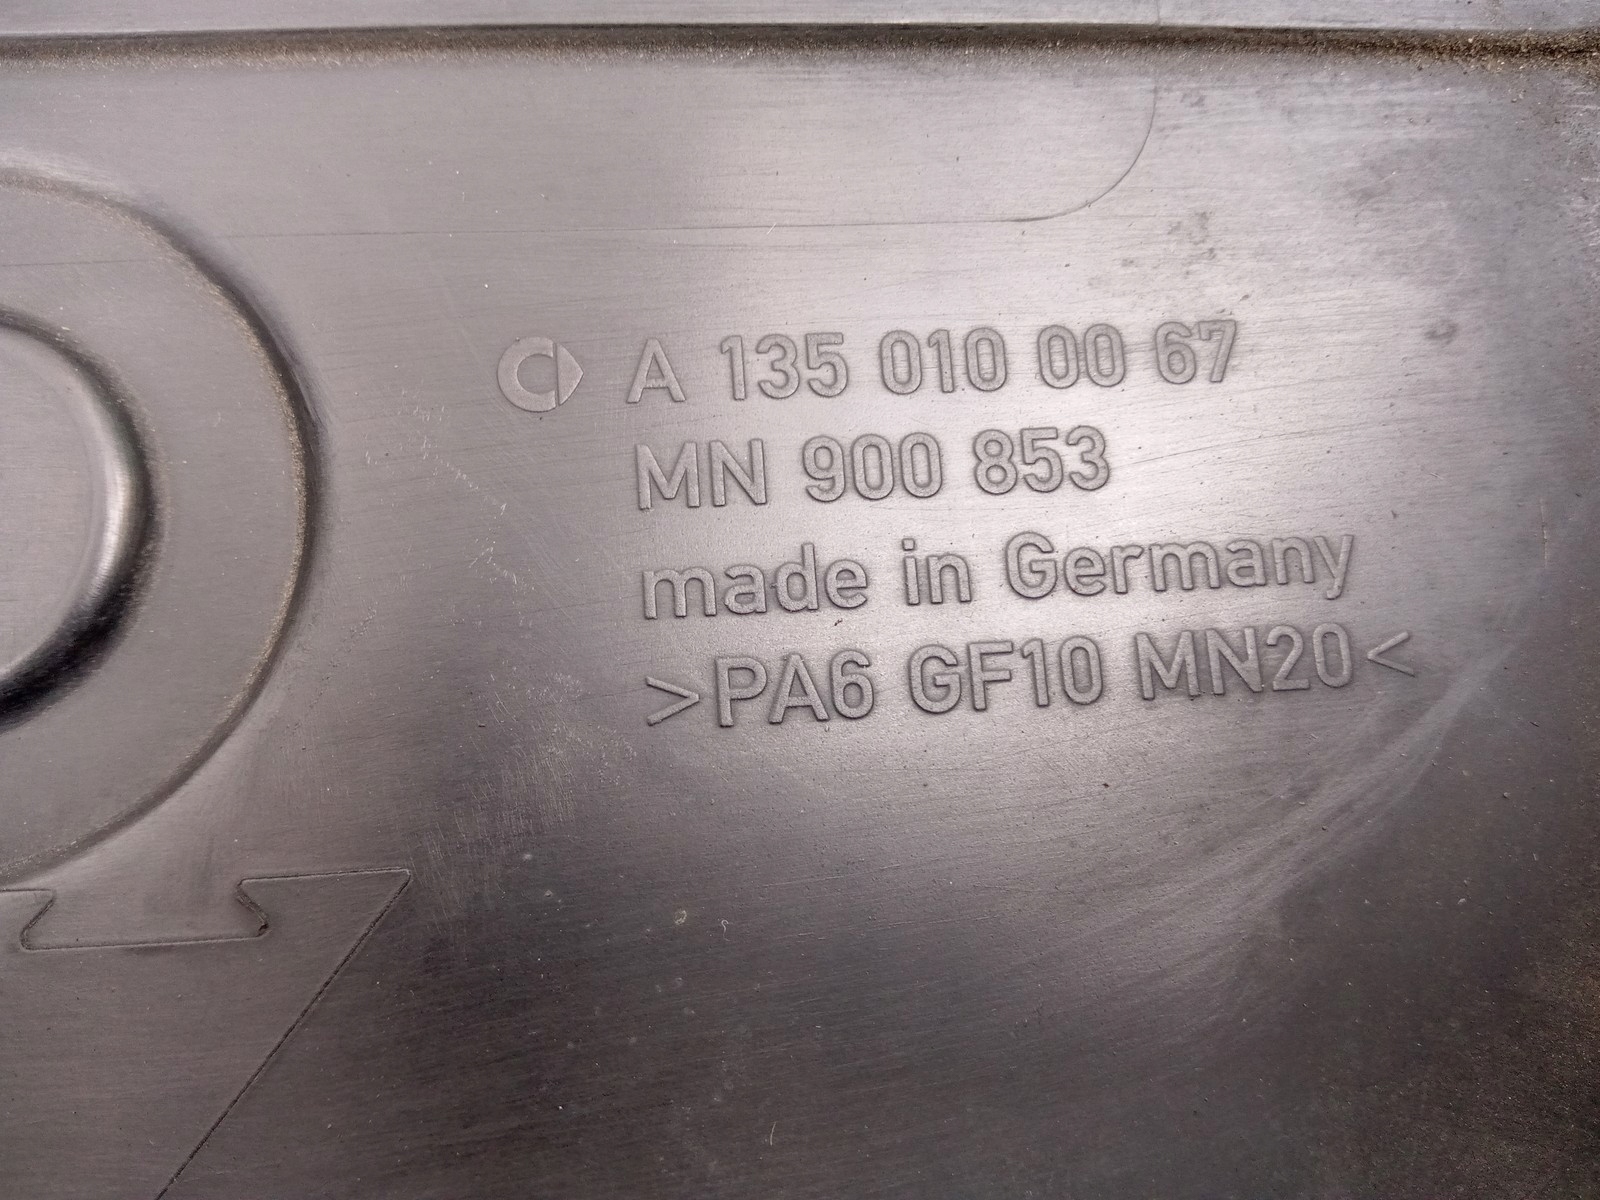 A 135 010 00 67
MN 900 853
made in Germany
>PA6 GF10 MN20<